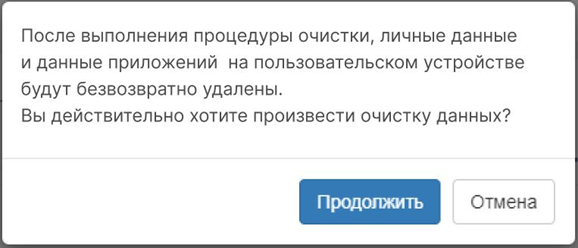 После выполнения процедуры очистки, личные данные
и данные приложений  на пользовательском устройстве
будут безвозвратно удалены.
Вы действительно хотите произвести очистку данных?
Продолжить Отмена